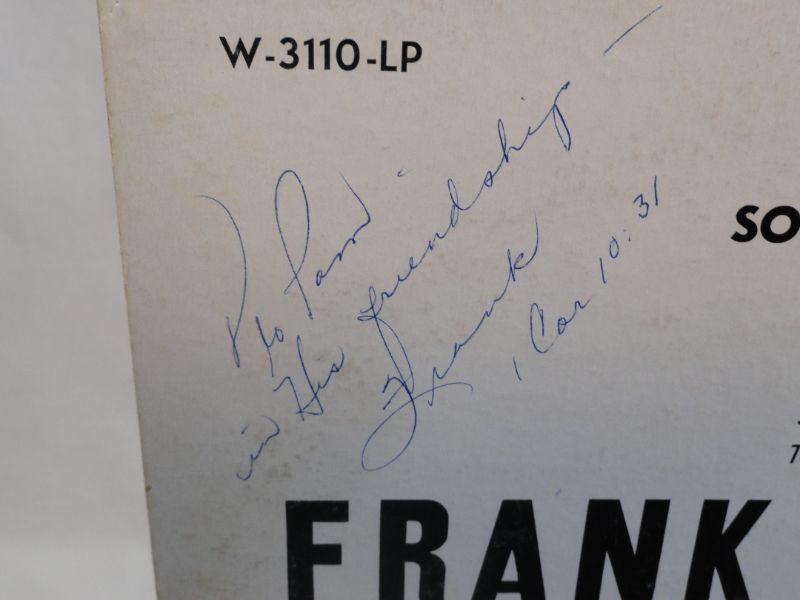 W-3110-LP
To Pam -
in His friendship -
Frank
1 Cor 10:31
SO
T
FRANK